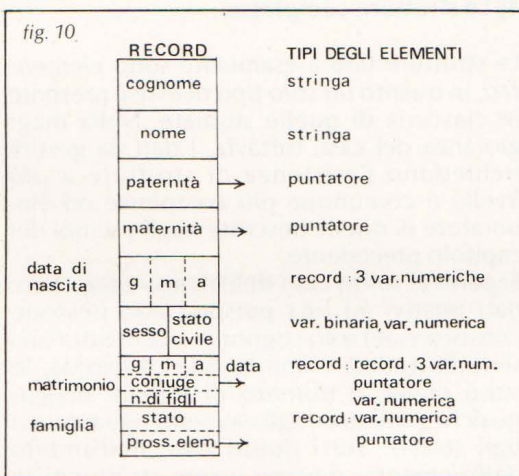 fig. 10
RECORD TIPI DEGLI ELEMENTI
cognome stringa
nome stringa
paternità puntatore
maternità puntatore
data di nascita g m a record : 3 var. numeriche
sesso stato civile var. binaria, var. numerica
g m a data record : record : 3 var. num.
matrimonio coniuge puntatore
n. di figli var. numerica
famiglia stato record : var. numerica
pross. elem. puntatore